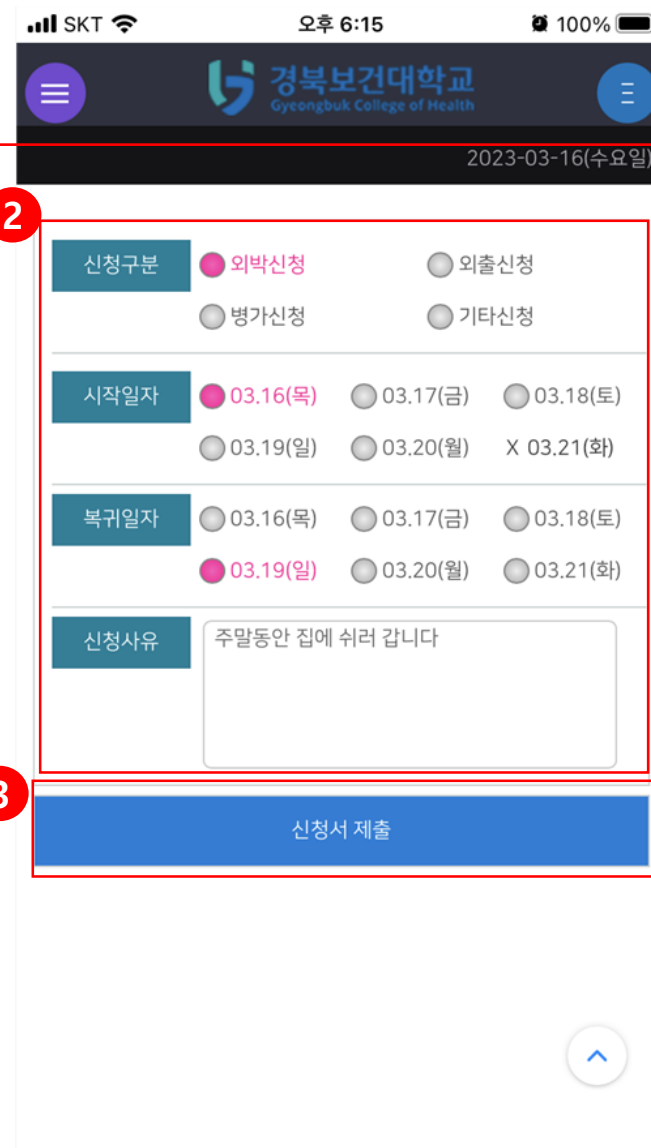 SKT 오후 6:15 100%
경북보건대학교
Gyeongbuk College of Health
2023-03-16(수요일)
2
신청구분 외박신청 외출신청
병가신청 기타신청
시작일자 03.16(목) 03.17(금) 03.18(토)
03.19(일) 03.20(월) X 03.21(화)
복귀일자 03.16(목) 03.17(금) 03.18(토)
03.19(일) 03.20(월) 03.21(화)
신청사유 주말동안 집에 쉬러 갑니다
3
신청서 제출